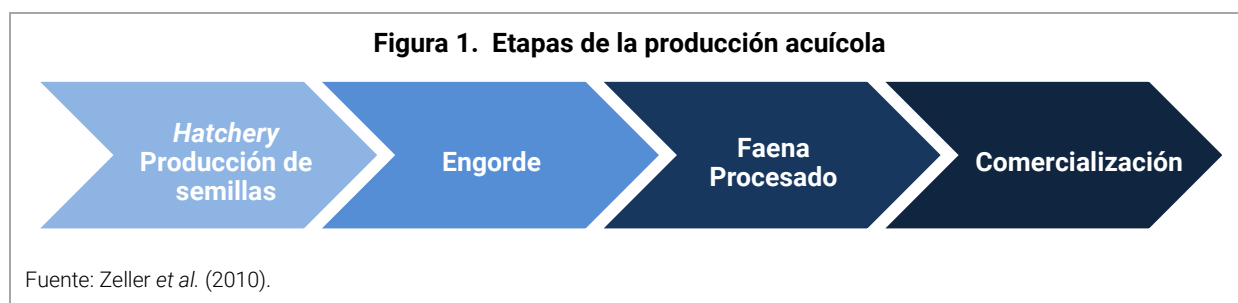 Figura 1. Etapas de la producción acuícola
Hatchery
Producción de
semillas
Engorde
Faena
Procesado
Comercialización
Fuente: Zeller et al. (2010).